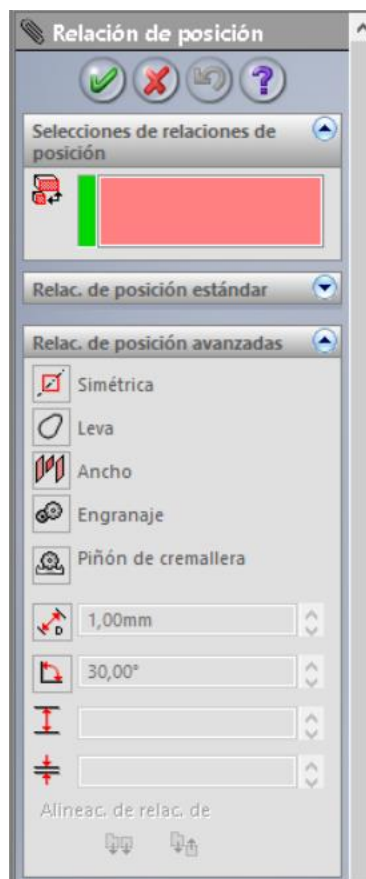 Relación de posición
Selecciones de relaciones de
posición
Relac. de posición estándar
Relac. de posición avanzadas
Simétrica
Leva
Ancho
Engranaje
Piñón de cremallera
1,00mm
30,00°
Alineac. de relac. de